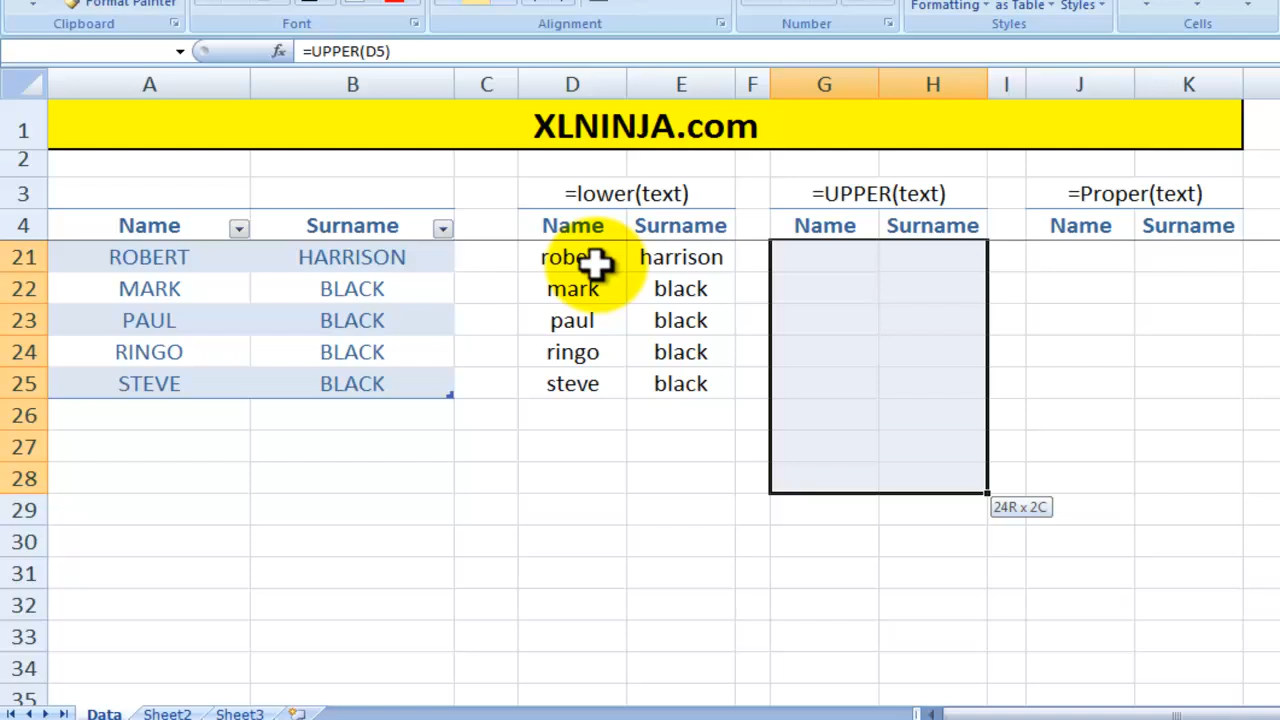 Format Painter
Formatting as Table Styles
Clipboard Font Alignment Number Styles Cells
fx =UPPER(D5)
A B C D E F G H I J K
1 XLNINJA.com
2
3 =lower(text) =UPPER(text) =Proper(text)
4 Name Surname Name Surname Name Surname Name Surname
21 ROBERT HARRISON harrison
22 MARK BLACK mark black
23 PAUL BLACK paul black
24 RINGO BLACK ringo black
25 STEVE BLACK steve black
26
27
28
29
24R x 2C
30
31
32
33
34
35
Data Sheet2 Sheet3